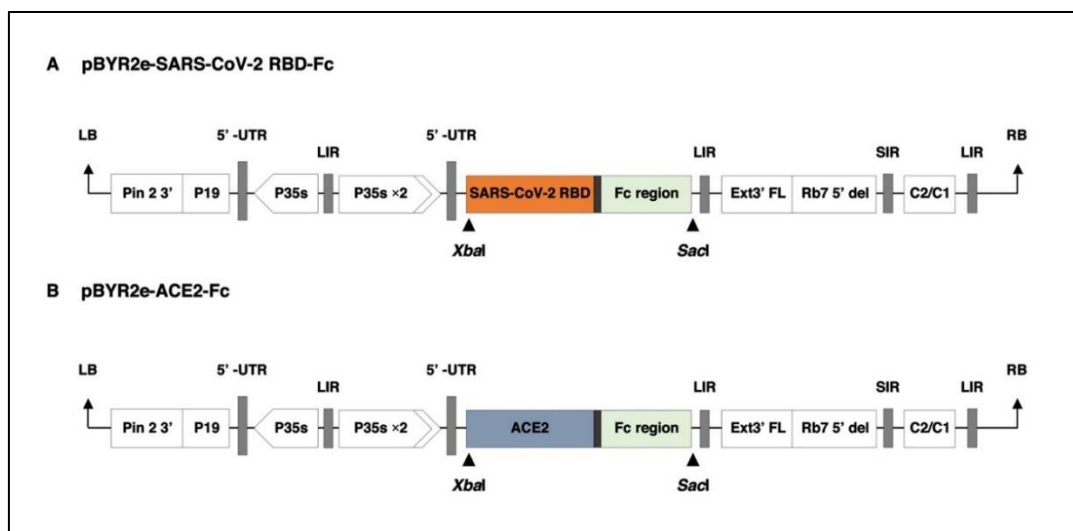 A pBYR2e-SARS-CoV-2 RBD-Fc
LB 5’ -UTR 5’ -UTR RB
LIR LIR SIR LIR
Pin 2 3’ P19 P35s P35s ×2 SARS-CoV-2 RBD Fc region Ext3’ FL Rb7 5’ del C2/C1
XbaI SacI
B pBYR2e-ACE2-Fc
LB 5’ -UTR 5’ -UTR RB
LIR LIR SIR LIR
Pin 2 3’ P19 P35s P35s ×2 ACE2 Fc region Ext3’ FL Rb7 5’ del C2/C1
XbaI SacI